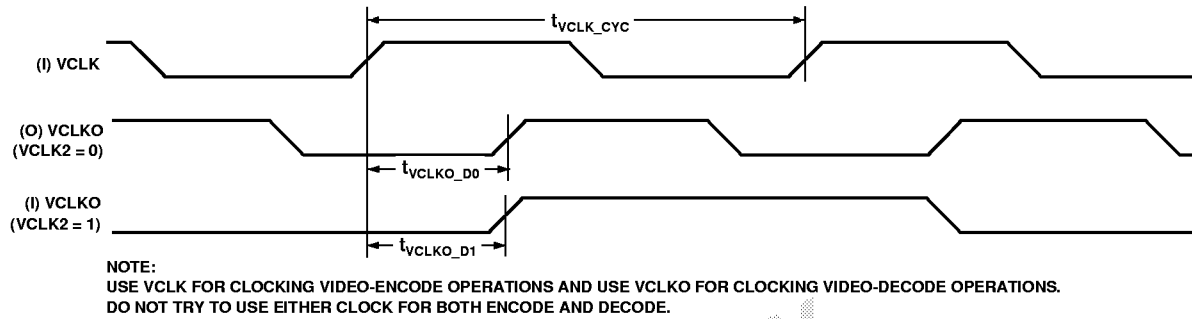 tVCLK_CYC
(I) VCLK
(O) VCLKO
(VCLK2 = 0)
tVCLKO_D0
(I) VCLKO
(VCLK2 = 1)
tVCLKO_D1
NOTE:
USE VCLK FOR CLOCKING VIDEO-ENCODE OPERATIONS AND USE VCLKO FOR CLOCKING VIDEO-DECODE OPERATIONS.
DO NOT TRY TO USE EITHER CLOCK FOR BOTH ENCODE AND DECODE.